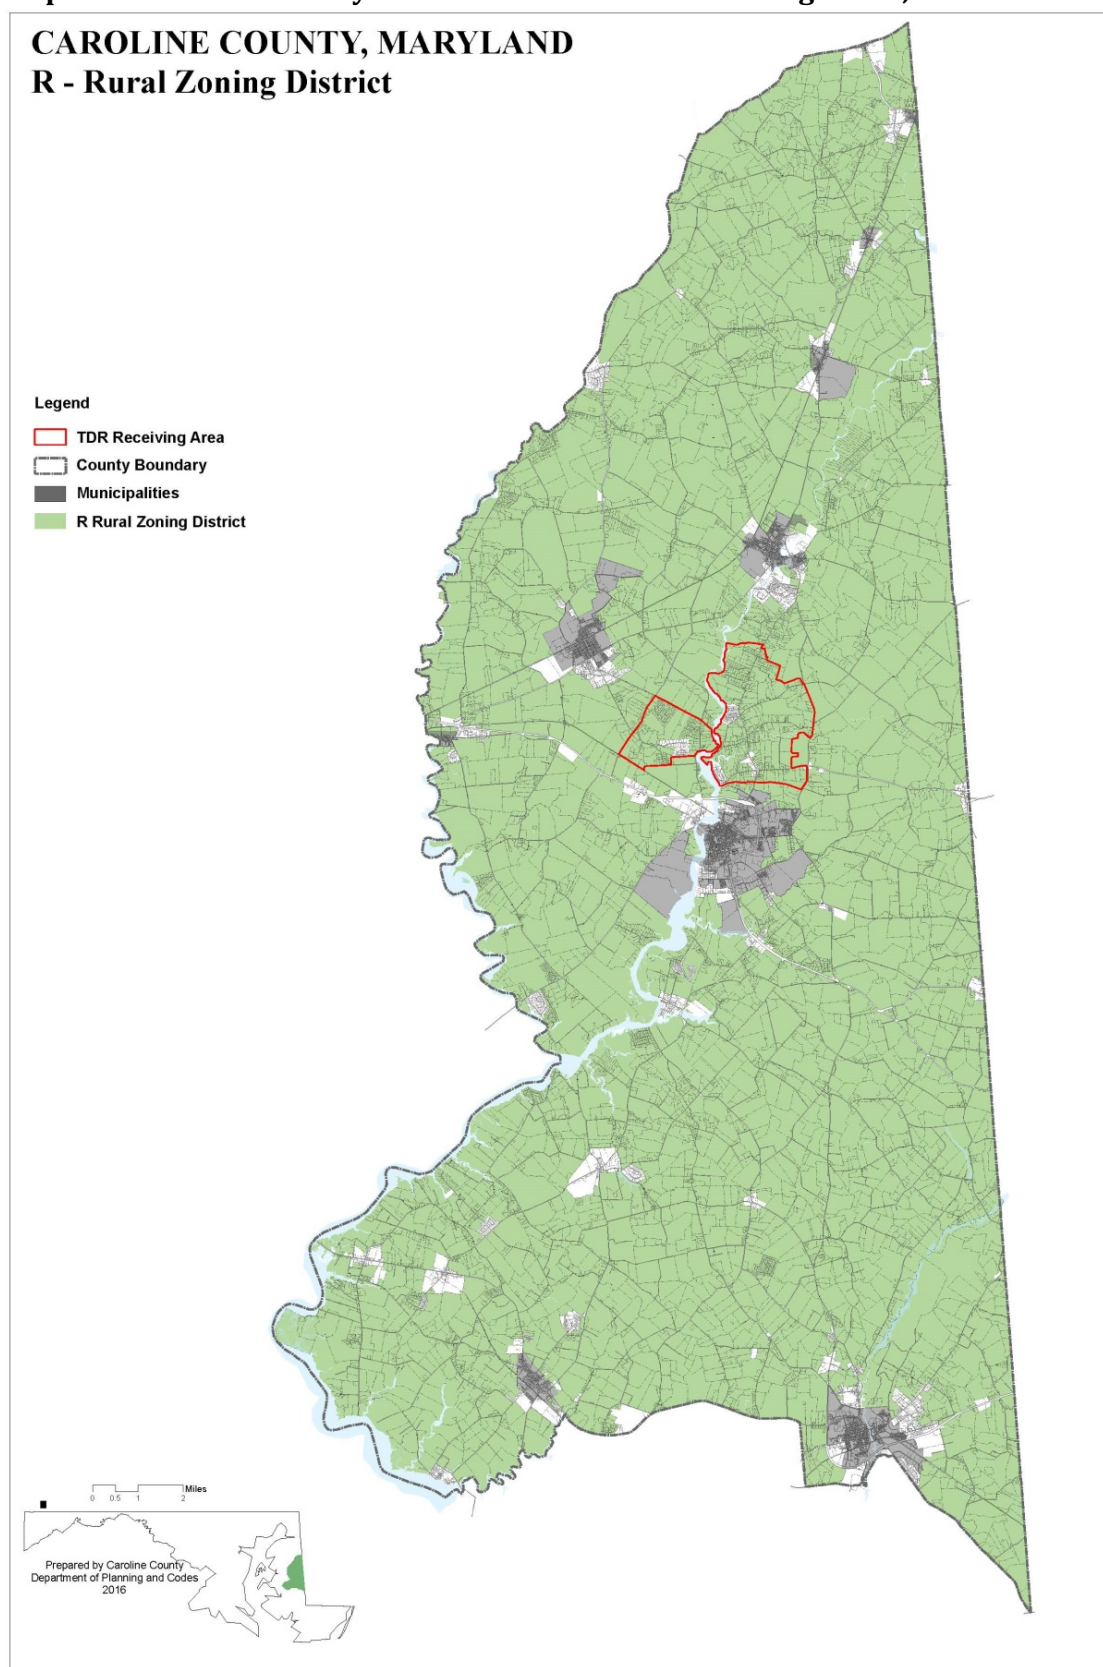 CAROLINE COUNTY, MARYLAND
R - Rural Zoning District
Legend
TDR Receiving Area
County Boundary
Municipalities
R Rural Zoning District
Miles
0 0.5 1 2
Prepared by Caroline County
Department of Planning and Codes
2016